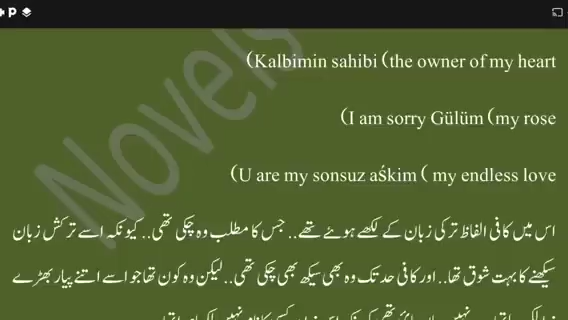 Novels
(Kalbimin sahibi (the owner of my heart
(I am sorry Gülüm (my rose
(U are my sonsuz aśkim ( my endless love
اس میں کافی الفاظ ترکی زبان کے لکھے ہوئے تھے.. جس کا مطلب وہ چکی تھی.. کیونکہ اسے ترکش زبان
سیکھنے کا بہت شوق تھا.. اور کافی حد تک وہ بھی سیکھ بھی چکی تھی.. لیکن وہ کون تھا جو اسے اتنے پیار بھڑے